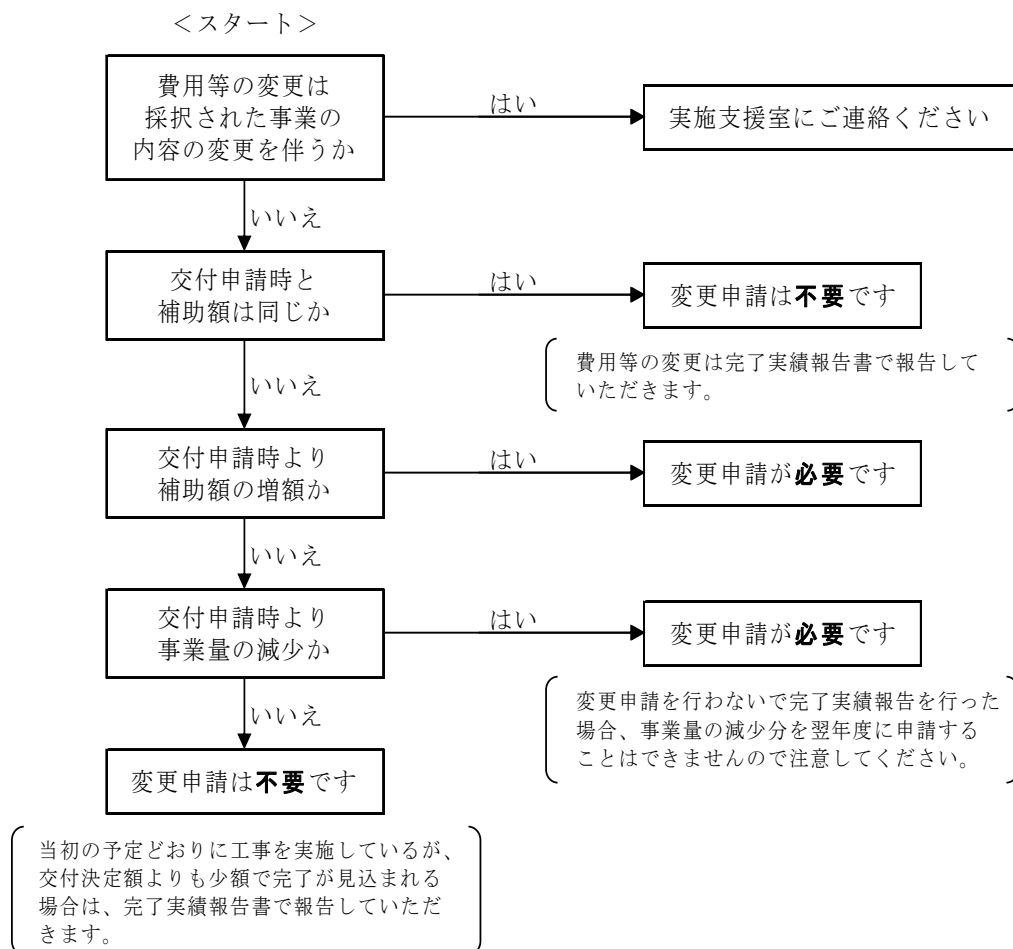 ＜スタート＞
費用等の変更は
採択された事業の
内容の変更を伴うか
はい
実施支援室にご連絡ください
いいえ
交付申請時と
補助額は同じか
はい
変更申請は不要です
費用等の変更は完了実績報告書で報告して
いただきます。
いいえ
交付申請時より
補助額の増額か
はい
変更申請が必要です
いいえ
交付申請時より
事業量の減少か
はい
変更申請が必要です
変更申請を行わないで完了実績報告を行った
場合、事業量の減少分を翌年度に申請する
ことはできませんので注意してください。
いいえ
変更申請は不要です
当初の予定どおりに工事を実施しているが、
交付決定額よりも少額で完了が見込まれる
場合は、完了実績報告書で報告していただ
きます。